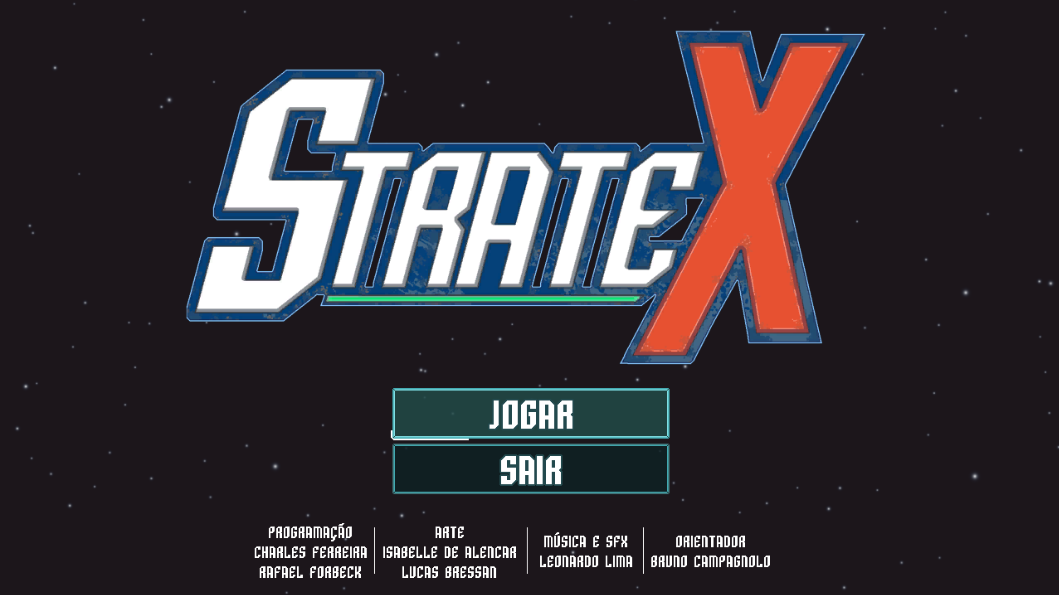 STRATEX
JOGAR
SAIR
PROGRAMAÇÃO
CHARLES FERREIRA
RAFAEL FORBECK
ARTE
ISABELLE DE ALENCAR
LUCAS BRESSAN
MÚSICA E SFX
LEONARDO LIMA
ORIENTADOR
BRUNO CAMPAGNOLO